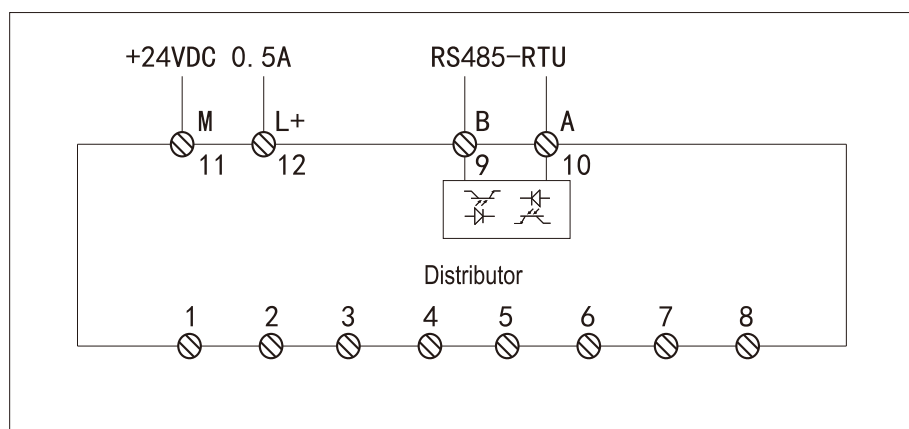 +24VDC 0.5A RS485-RTU
M L+ B A
11 12 9 10
Distributor
1 2 3 4 5 6 7 8